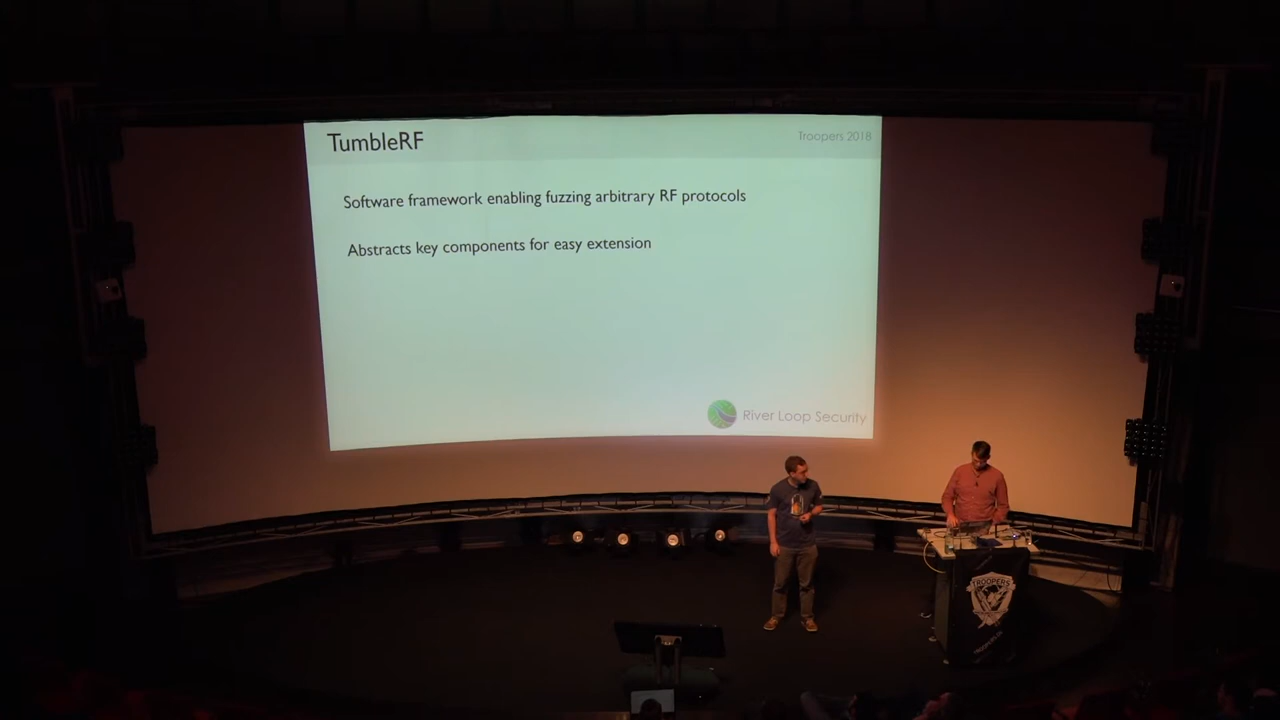 TumbleRF
Troopers 2018
Software framework enabling fuzzing arbitrary RF protocols
Abstracts key components for easy extension
River Loop Security
TROOPERS